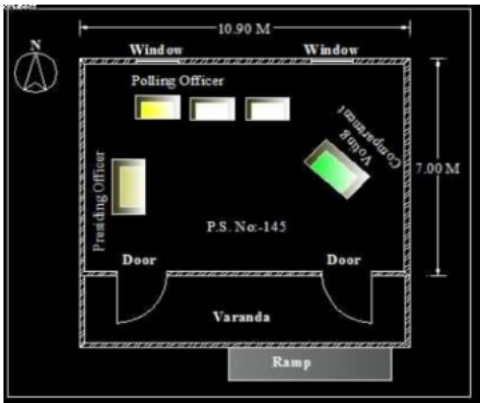 10.90 M
N
Window
Window
Polling Officer
Voting
Compartment
7.00 M
Presiding Officer
P.S. No:-145
Door
Door
Varanda
Ramp